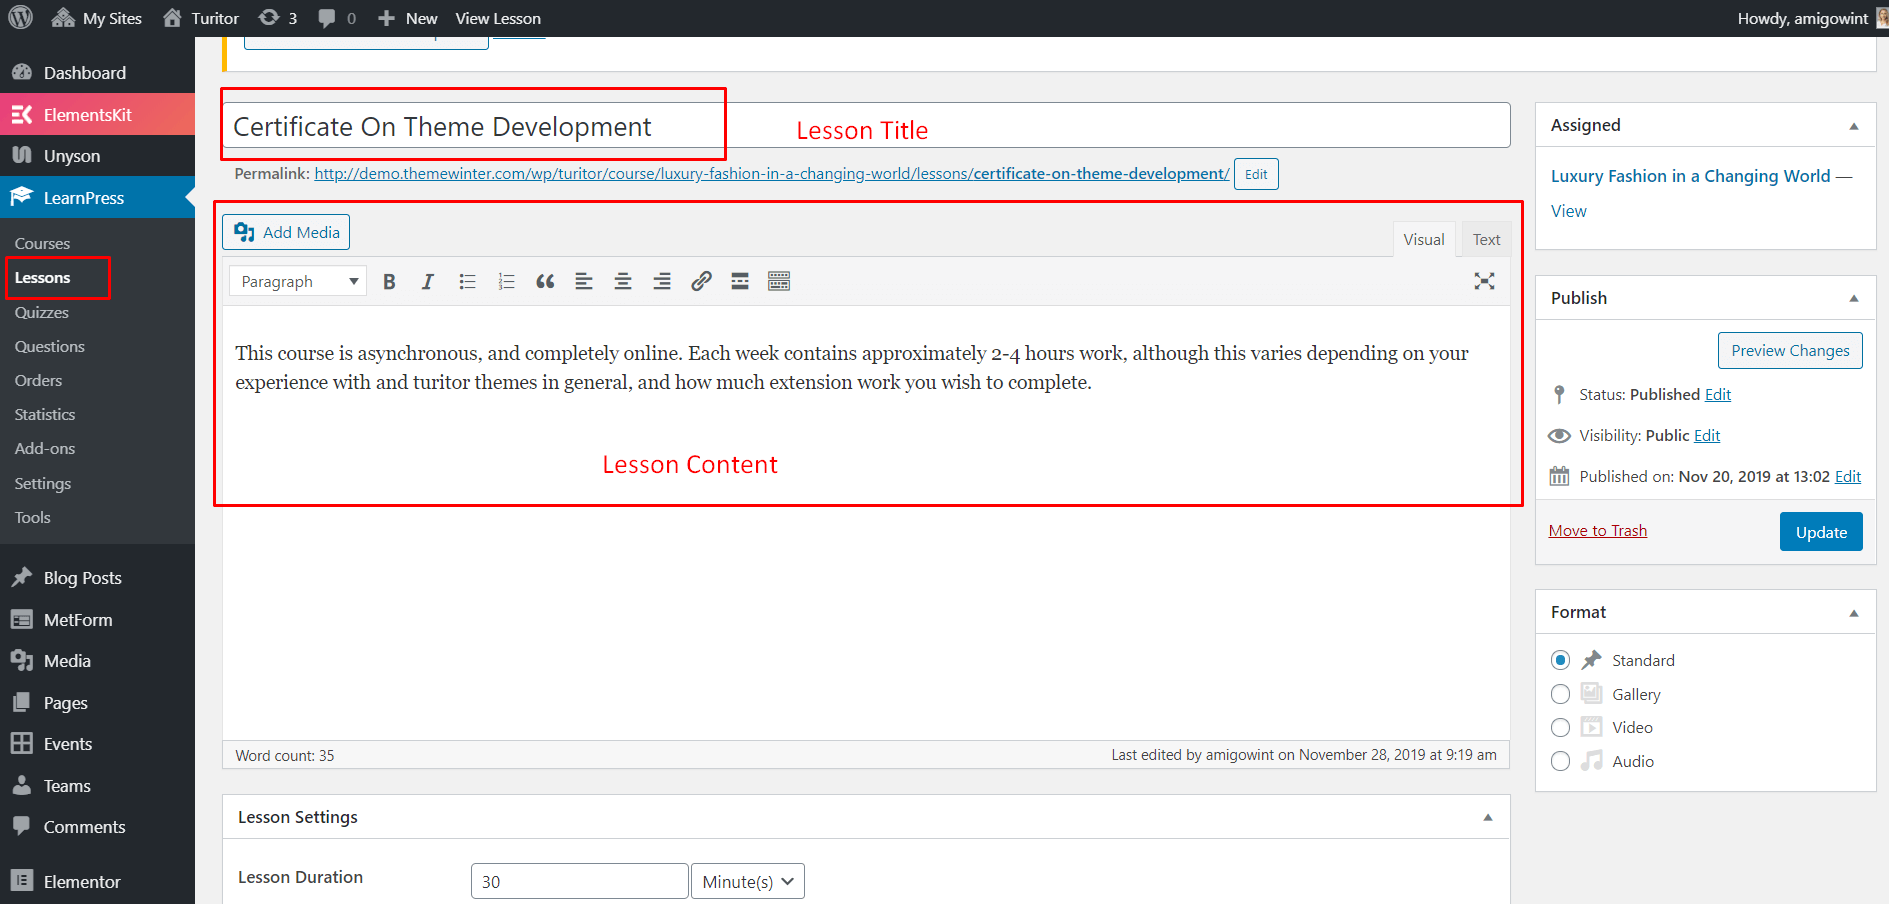 My Sites
Turitor
3
0
New
View Lesson
Howdy, amigowint
Dashboard
ElementsKit
Unyson
LearnPress
Courses
Lessons
Quizzes
Questions
Orders
Statistics
Add-ons
Settings
Tools
Blog Posts
MetForm
Media
Pages
Events
Teams
Comments
Elementor
Certificate On Theme Development
Lesson Title
Permalink: http://demo.themewinter.com/wp/turitor/course/luxury-fashion-in-a-changing-world/lessons/certificate-on-theme-development/ Edit
Add Media
Visual Text
Paragraph
This course is asynchronous, and completely online. Each week contains approximately 2-4 hours work, although this varies depending on your
experience with and turitor themes in general, and how much extension work you wish to complete.
Lesson Content
Word count: 35
Last edited by amigowint on November 28, 2019 at 9:19 am
Lesson Settings
Lesson Duration
30
Minute(s)
Assigned
Luxury Fashion in a Changing World —
View
Publish
Preview Changes
Status: Published Edit
Visibility: Public Edit
Published on: Nov 20, 2019 at 13:02 Edit
Move to Trash
Update
Format
Standard
Gallery
Video
Audio